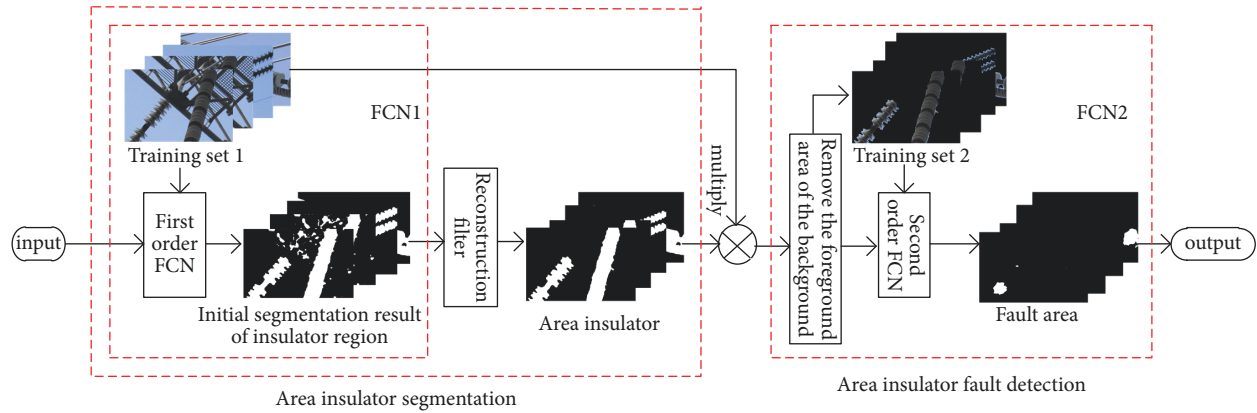 FCN1
Training set 1
input
First
order
FCN
Initial segmentation result
of insulator region
Reconstruction
filter
Area insulator
multiply
Area insulator segmentation
Remove the foreground
area of the background
FCN2
Training set 2
Second
order FCN
Fault area
output
Area insulator fault detection